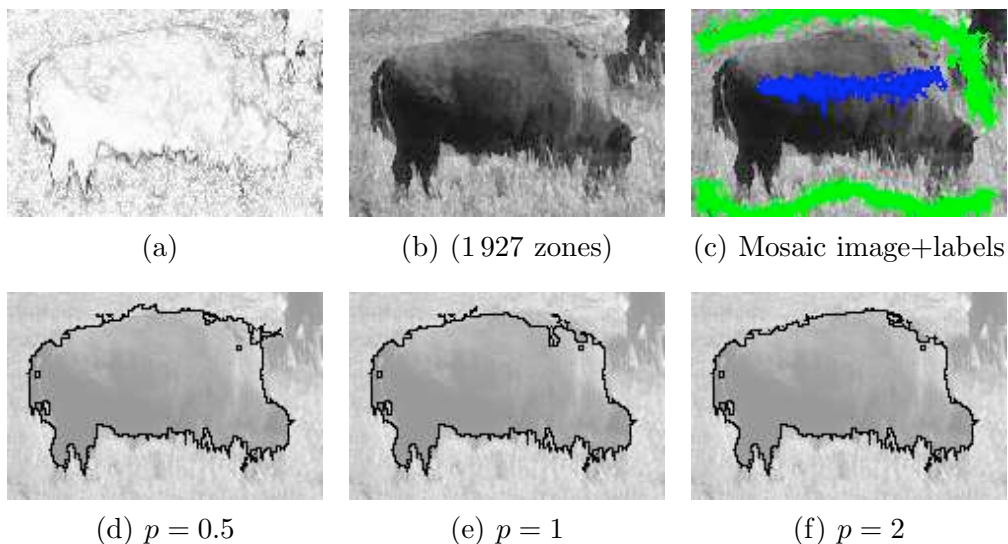 (a)
(b) (1 927 zones)
(c) Mosaic image+labels
(d) p = 0.5
(e) p = 1
(f) p = 2